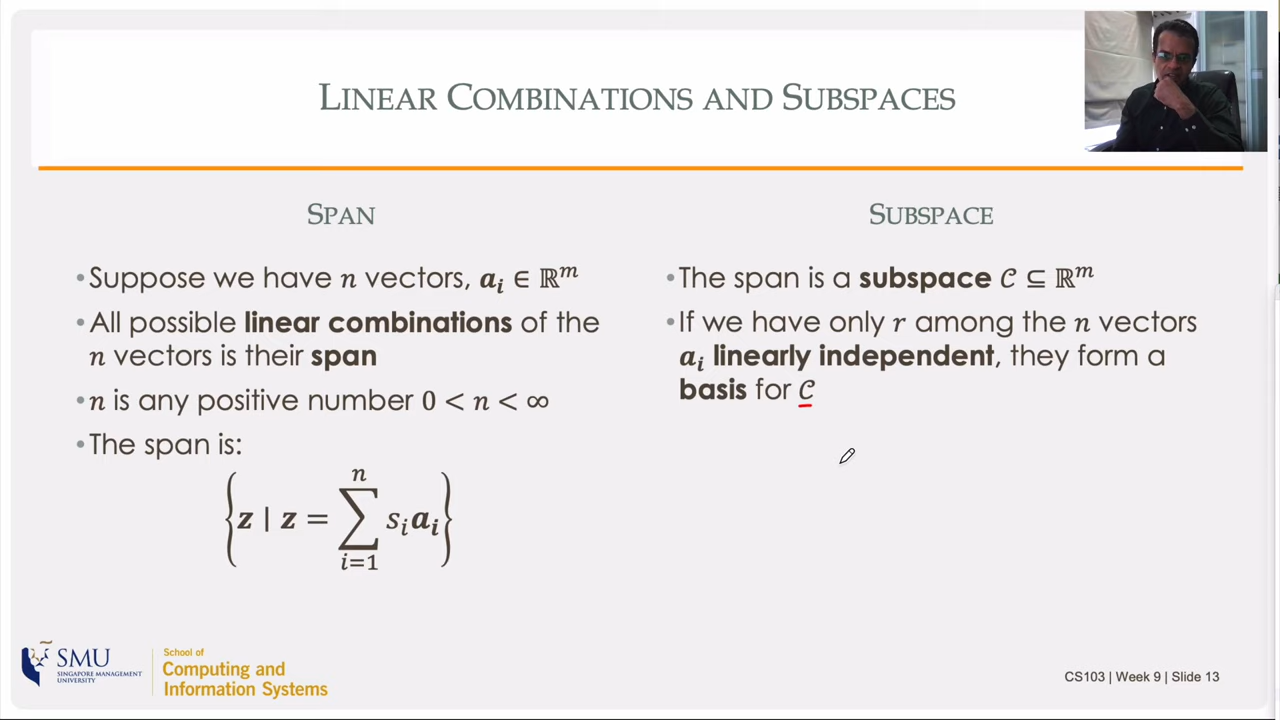 LINEAR COMBINATIONS AND SUBSPACES
SPAN
•Suppose we have n vectors, aᵢ ∈ ℝᵐ
•All possible linear combinations of the
n vectors is their span
•n is any positive number 0 < n < ∞
•The span is:
{z | z = ∑ᵢ₌₁ⁿ sᵢaᵢ}
SUBSPACE
•The span is a subspace 𝒞 ⊆ ℝᵐ
•If we have only r among the n vectors
aᵢ linearly independent, they form a
basis for 𝒞
SMU
SINGAPORE MANAGEMENT
UNIVERSITY
School of
Computing and
Information Systems
CS103 | Week 9 | Slide 13